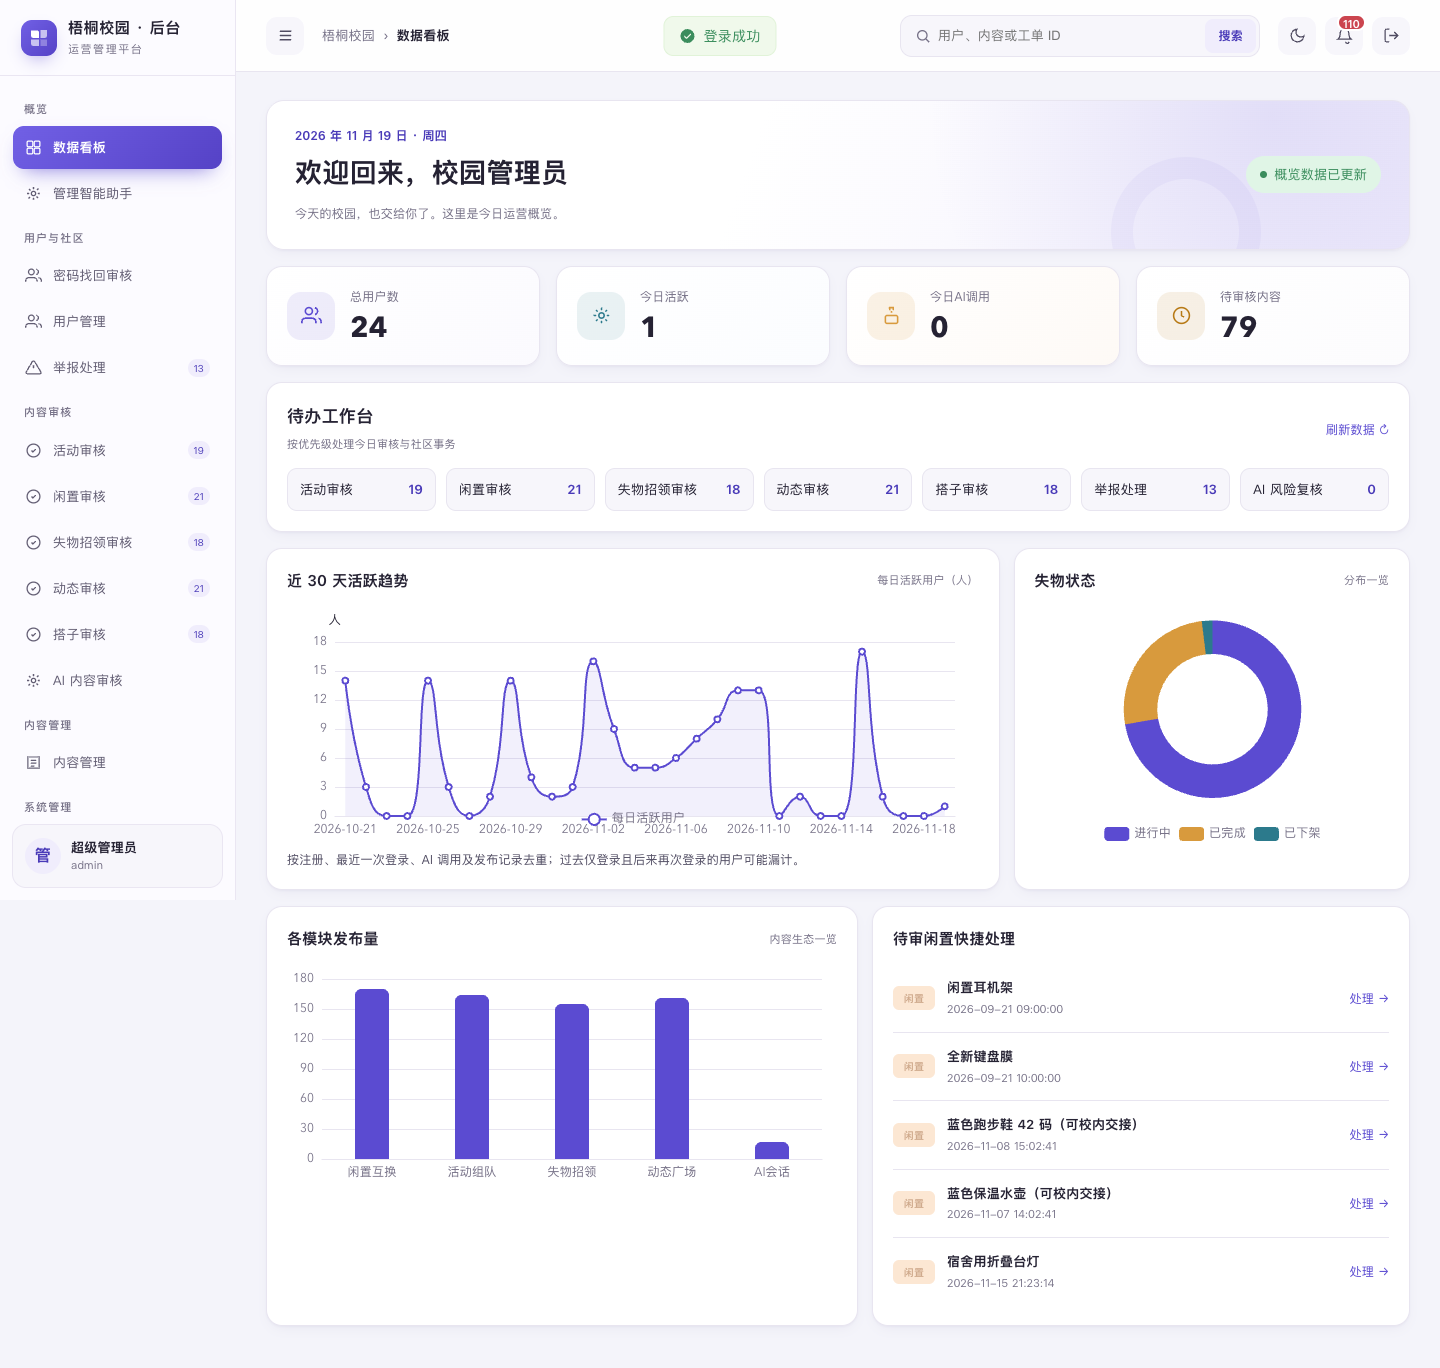 梧桐校园 · 后台
运营管理平台
概览
数据看板
管理智能助手
用户与社区
密码找回审核
用户管理
举报处理 13
内容审核
活动审核 19
闲置审核 21
失物招领审核 18
动态审核 21
搭子审核 18
AI 内容审核
内容管理
内容管理
系统管理
管
超级管理员
admin
梧桐校园 › 数据看板
登录成功
用户、内容或工单 ID
搜索
110
2026 年 11 月 19 日 · 周四
欢迎回来，校园管理员
今天的校园，也交给你了。这里是今日运营概览。
概览数据已更新
总用户数
24
今日活跃
1
今日AI调用
0
待审核内容
79
待办工作台
按优先级处理今日审核与社区事务
刷新数据 ↻
活动审核 19
闲置审核 21
失物招领审核 18
动态审核 21
搭子审核 18
举报处理 13
AI 风险复核 0
近 30 天活跃趋势
每日活跃用户（人）
人
18
15
12
9
6
3
0
2026-10-21 2026-10-25 2026-10-29 2026-11-02 2026-11-06 2026-11-10 2026-11-14 2026-11-18
每日活跃用户
按注册、最近一次登录、AI 调用及发布记录去重；过去仅登录且后来再次登录的用户可能漏计。
失物状态
分布一览
进行中 已完成 已下架
各模块发布量
内容生态一览
180
150
120
90
60
30
0
闲置互换 活动组队 失物招领 动态广场 AI会话
待审闲置快捷处理
闲置
闲置耳机架
2026-09-21 09:00:00
处理 →
闲置
全新键盘膜
2026-09-21 10:00:00
处理 →
闲置
蓝色跑步鞋 42 码（可校内交接）
2026-11-08 15:02:41
处理 →
闲置
蓝色保温水壶（可校内交接）
2026-11-07 14:02:41
处理 →
闲置
宿舍用折叠台灯
2026-11-15 21:23:14
处理 →